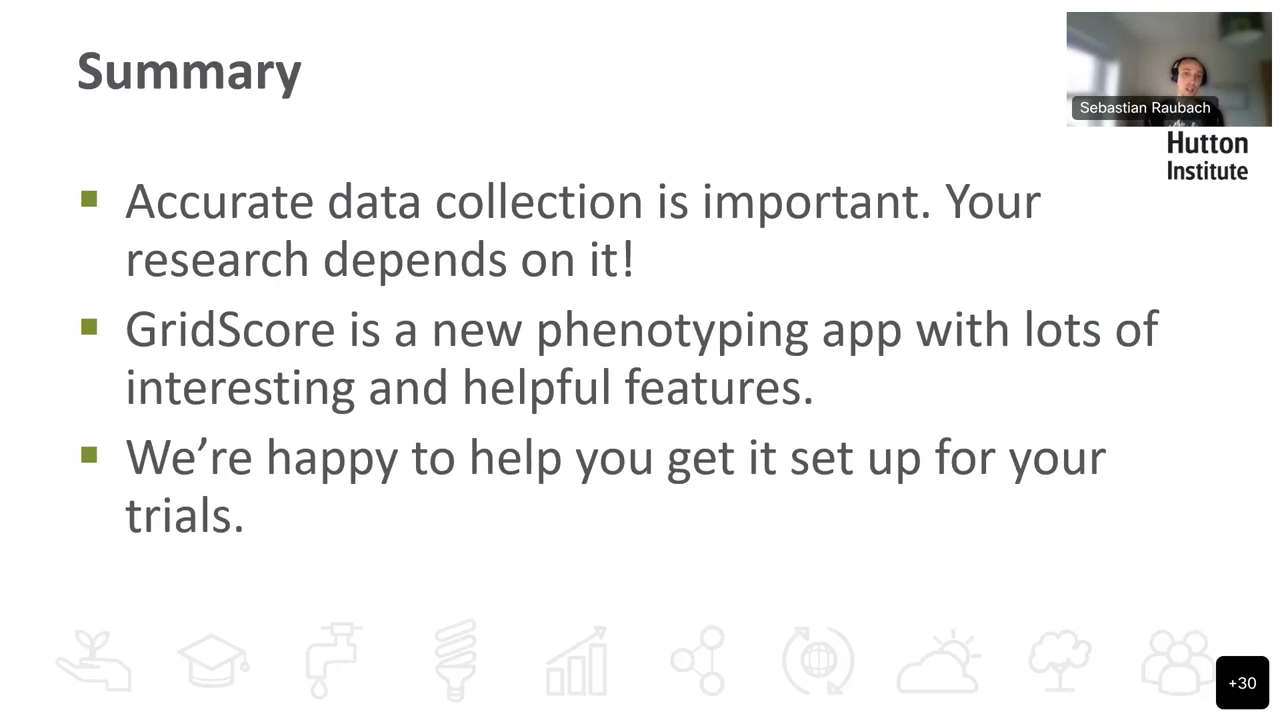 Summary
Sebastian Raubach
Hutton
Institute
▪ Accurate data collection is important. Your
research depends on it!
▪ GridScore is a new phenotyping app with lots of
interesting and helpful features.
▪ We’re happy to help you get it set up for your
trials.
+30